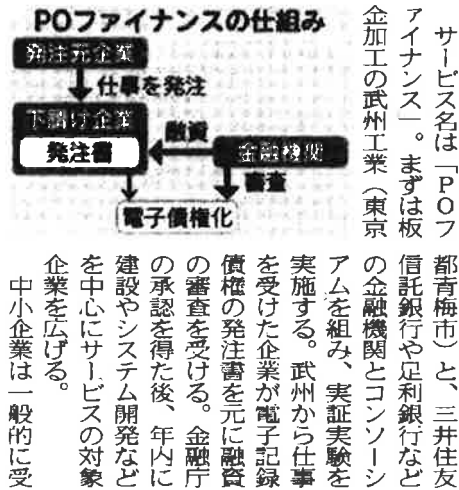 POファイナンスの仕組み
発注元企業
仕事を発注
下請け企業
発注書
融資
金融機関
審査
電子債権化
サービス名は「POフ
ァイナンス」。まずは板
金加工の武州工業（東京
都青梅市）と、三井住友
信託銀行や足利銀行など
の金融機関とコンソーシ
アムを組み、実証実験を
実施する。武州から仕事
を受けた企業が電子記録
債権の発注書を元に融資
の審査を受ける。金融庁
の承認を得た後、年内に
建設やシステム開発など
を中心にサービスの対象
企業を広げる。
中小企業は一般的に受